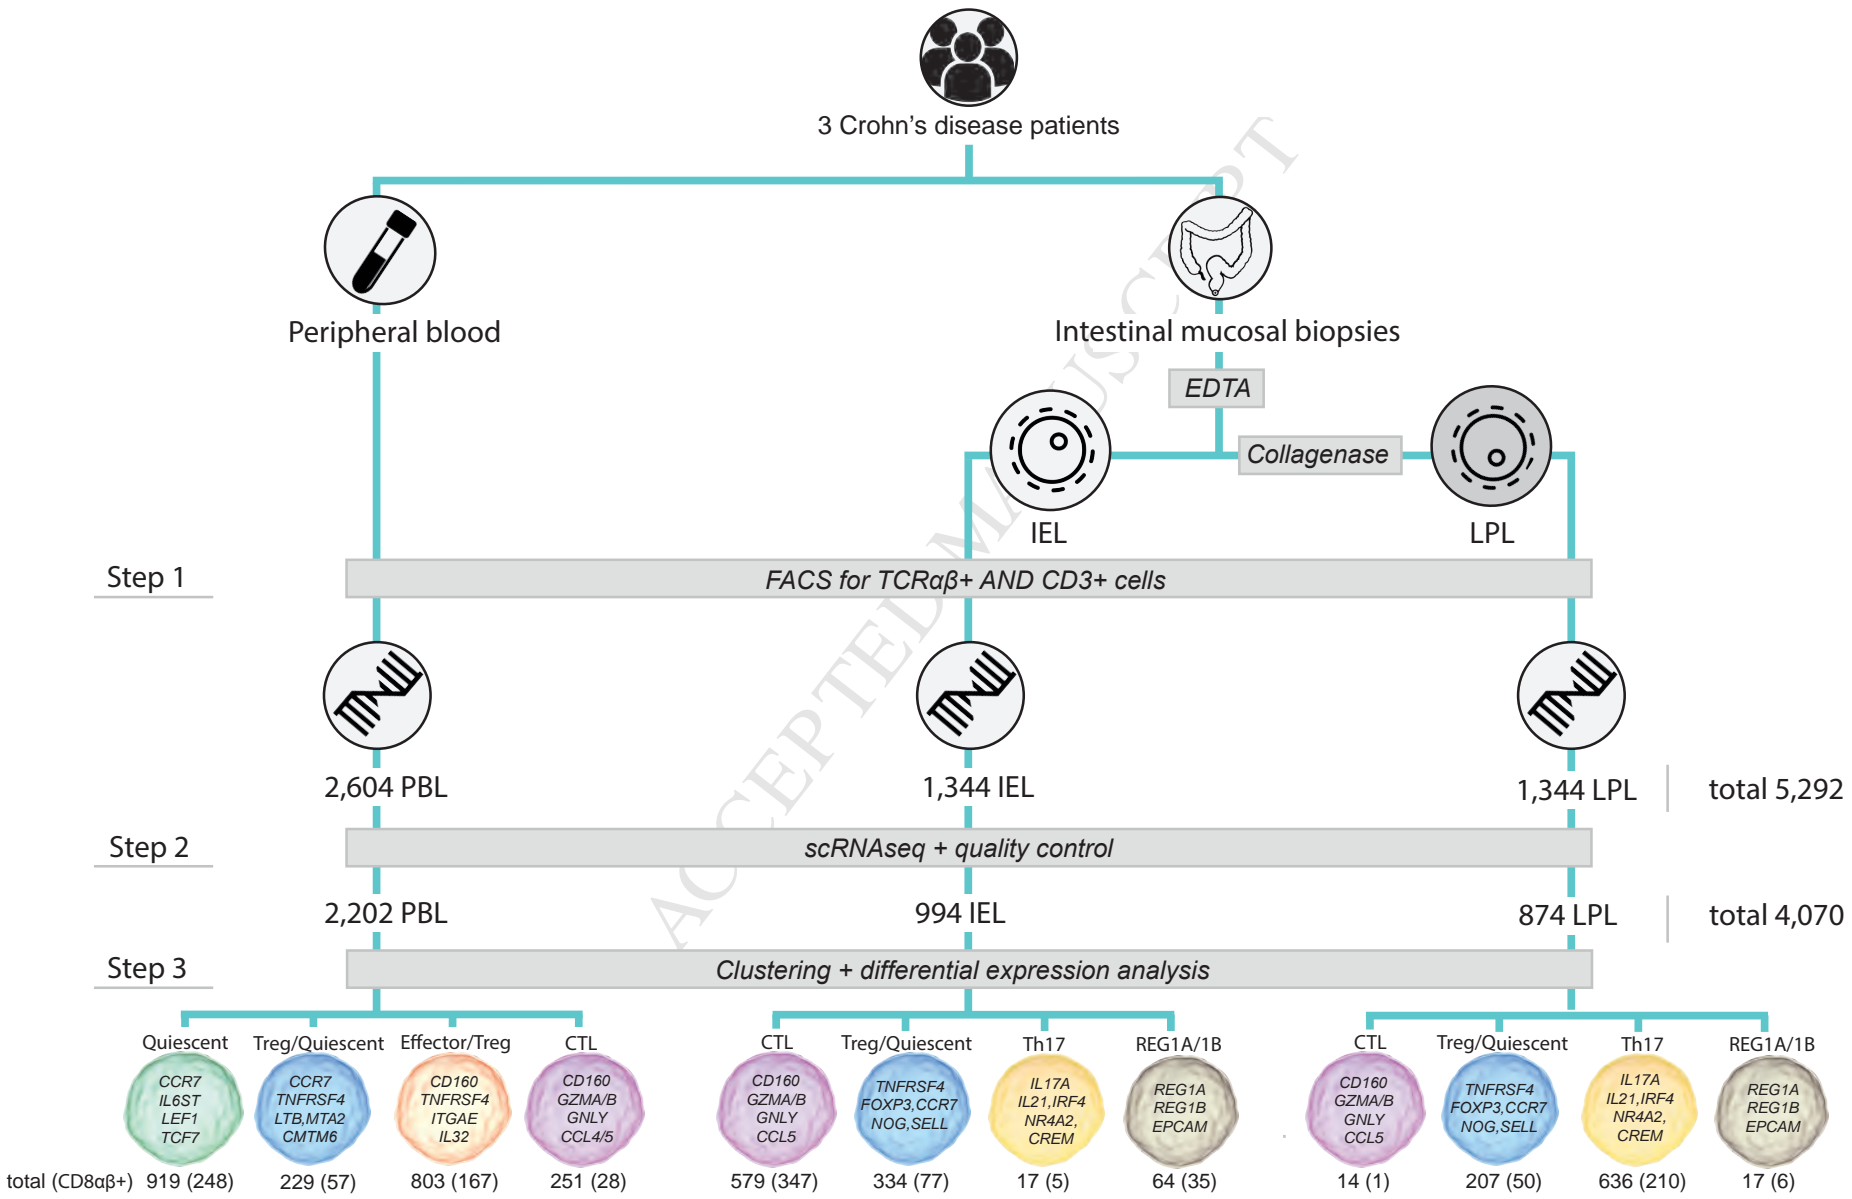 3 Crohn's disease patients
Peripheral blood
Intestinal mucosal biopsies
EDTA
Collagenase
IEL
LPL
Step 1
FACS for TCRαβ+ AND CD3+ cells
2,604 PBL
1,344 IEL
1,344 LPL
total 5,292
Step 2
scRNAseq + quality control
2,202 PBL
994 IEL
874 LPL
total 4,070
Step 3
Clustering + differential expression analysis
Quiescent
CCR7
IL6ST
LEF1
TCF7
Treg/Quiescent
CCR7
TNFRSF4
LTB,MTA2
CMTM6
Effector/Treg
CD160
TNFRSF4
ITGAE
IL32
CTL
CD160
GZMA/B
GNLY
CCL4/5
CTL
CD160
GZMA/B
GNLY
CCL5
Treg/Quiescent
TNFRSF4
FOXP3,CCR7
NOG,SELL
Th17
IL17A
IL21,IRF4
NR4A2,
CREM
REG1A/1B
REG1A
REG1B
EPCAM
CTL
CD160
GZMA/B
GNLY
CCL5
Treg/Quiescent
TNFRSF4
FOXP3,CCR7
NOG,SELL
Th17
IL17A
IL21,IRF4
NR4A2,
CREM
REG1A/1B
REG1A
REG1B
EPCAM
total (CD8αβ+) 919 (248) 229 (57) 803 (167) 251 (28) 579 (347) 334 (77) 17 (5) 64 (35) 14 (1) 207 (50) 636 (210) 17 (6)
ACCEPTED MANUSCRIPT